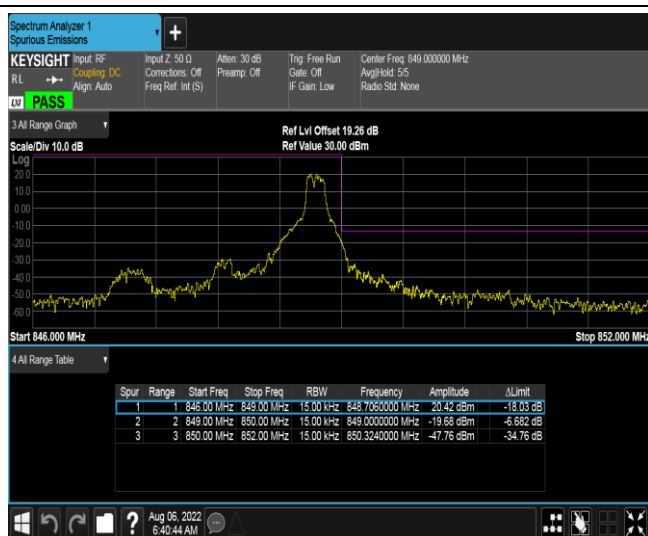 Spectrum Analyzer 1
Spurious Emissions
+
KEYSIGHT Input: RF Input Z: 50 Ω Atten: 30 dB Trig: Free Run Center Freq: 849.000000 MHz
RL Coupling: DC Corrections: Off Preamp: Off Gate: Off Avg|Hold: 5/5
Align: Auto Freq Ref: Int (S) IF Gain: Low Radio Std: None
LXI PASS
3 All Range Graph
Ref Lvl Offset 19.26 dB
Scale/Div 10.0 dB Ref Value 30.00 dBm
Log
20.0
10.0
0.00
-10.0
-20.0
-30.0
-40.0
-50.0
-60.0
Start 846.000 MHz Stop 852.000 MHz
4 All Range Table
Spur Range Start Freq Stop Freq RBW Frequency Amplitude ΔLimit
1 1 846.00 MHz 849.00 MHz 15.00 kHz 848.7060000 MHz 20.42 dBm -18.03 dB
2 2 849.00 MHz 850.00 MHz 15.00 kHz 849.0000000 MHz -19.68 dBm -6.682 dB
3 3 850.00 MHz 852.00 MHz 15.00 kHz 850.3240000 MHz -47.76 dBm -34.76 dB
? Aug 06, 2022
6:40:44 AM